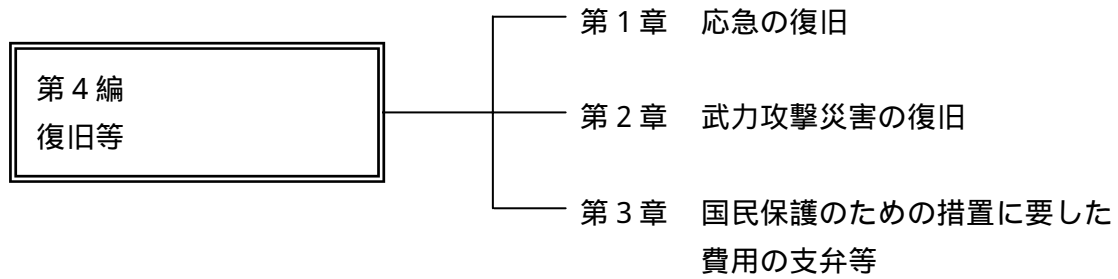 第４編
復旧等
第１章　応急の復旧
第２章　武力攻撃災害の復旧
第３章　国民保護のための措置に要した
費用の支弁等